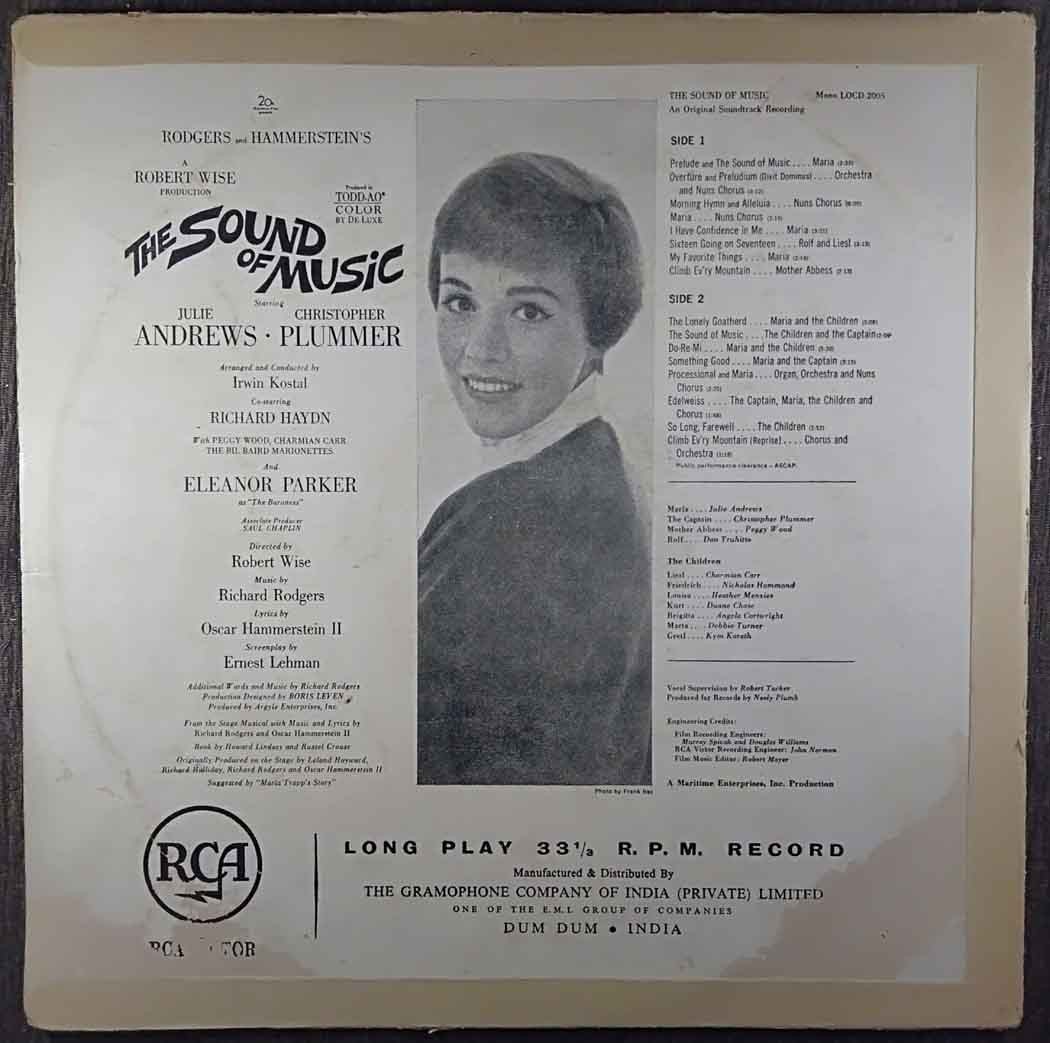 20
RODGERS and HAMMERSTEIN'S
A
ROBERT WISE
PRODUCTION
Produced in
TODD-AO®
COLOR
BY DE LUXE
THE SOUND
OF MUSIC
Starring
JULIE CHRISTOPHER
ANDREWS · PLUMMER
Arranged and Conducted by
Irwin Kostal
Co-starring
RICHARD HAYDN
With PEGGY WOOD, CHARMIAN CARR
THE BIL BAIRD MARIONETTES
And
ELEANOR PARKER
as "The Baroness"
Associate Producer
SAUL CHAPLIN
Directed by
Robert Wise
Music by
Richard Rodgers
Lyrics by
Oscar Hammerstein II
Screenplay by
Ernest Lehman
Additional Words and Music by Richard Rodgers
Production Designed by BORIS LEVEN
Produced by Argyle Enterprises, Inc.
From the Stage Musical with Music and Lyrics by
Richard Rodgers and Oscar Hammerstein II
Book by Howard Lindsay and Russel Crouse
Originally Produced on the Stage by Leland Hayward,
Richard Halliday, Richard Rodgers and Oscar Hammerstein II
Suggested by "Maria Trapp's Story"
Photo by Frank
THE SOUND OF MUSIC Mono LOCD-2005
An Original Soundtrack Recording
SIDE 1
Prelude and The Sound of Music .... Maria
Overture and Preludium (Dixit Dominus) .... Orchestra
and Nuns Chorus
Morning Hymn and Alleluia .... Nuns Chorus
Maria .... Nuns Chorus
I Have Confidence in Me .... Maria
Sixteen Going on Seventeen .... Rolf and Liesl
My Favorite Things .... Maria
Climb Ev'ry Mountain .... Mother Abbess
SIDE 2
The Lonely Goatherd .... Maria and the Children
The Sound of Music .... The Children and the Captain
Do-Re-Mi .... Maria and the Children
Something Good .... Maria and the Captain
Processional and Maria .... Organ, Orchestra and Nuns
Chorus
Edelweiss .... The Captain, Maria, the Children and
Chorus
So Long, Farewell .... The Children
Climb Ev'ry Mountain (Reprise) .... Chorus and
Orchestra
Public performance clearance – ASCAP.
Maria .... Julie Andrews
The Captain .... Christopher Plummer
Mother Abbess .... Peggy Wood
Rolf .... Dan Truhitte
The Children
Liesl .... Charmian Carr
Friedrich .... Nicholas Hammond
Louisa .... Heather Menzies
Kurt .... Duane Chase
Brigitta .... Angela Cartwright
Marta .... Debbie Turner
Gretl .... Kym Karath
Vocal Supervision by Robert Tucker
Produced for Records by Neely Plumb
Engineering Credits:
Film Recording Engineers:
Murray Spivak and Douglas Williams
RCA Victor Recording Engineer: John Norman
Film Music Editor: Robert Mayer
A Maritime Enterprises, Inc. Production
RCA
RCA TOR
LONG PLAY 33⅓ R.P.M. RECORD
Manufactured & Distributed By
THE GRAMOPHONE COMPANY OF INDIA (PRIVATE) LIMITED
ONE OF THE E.M.I. GROUP OF COMPANIES
DUM DUM • INDIA